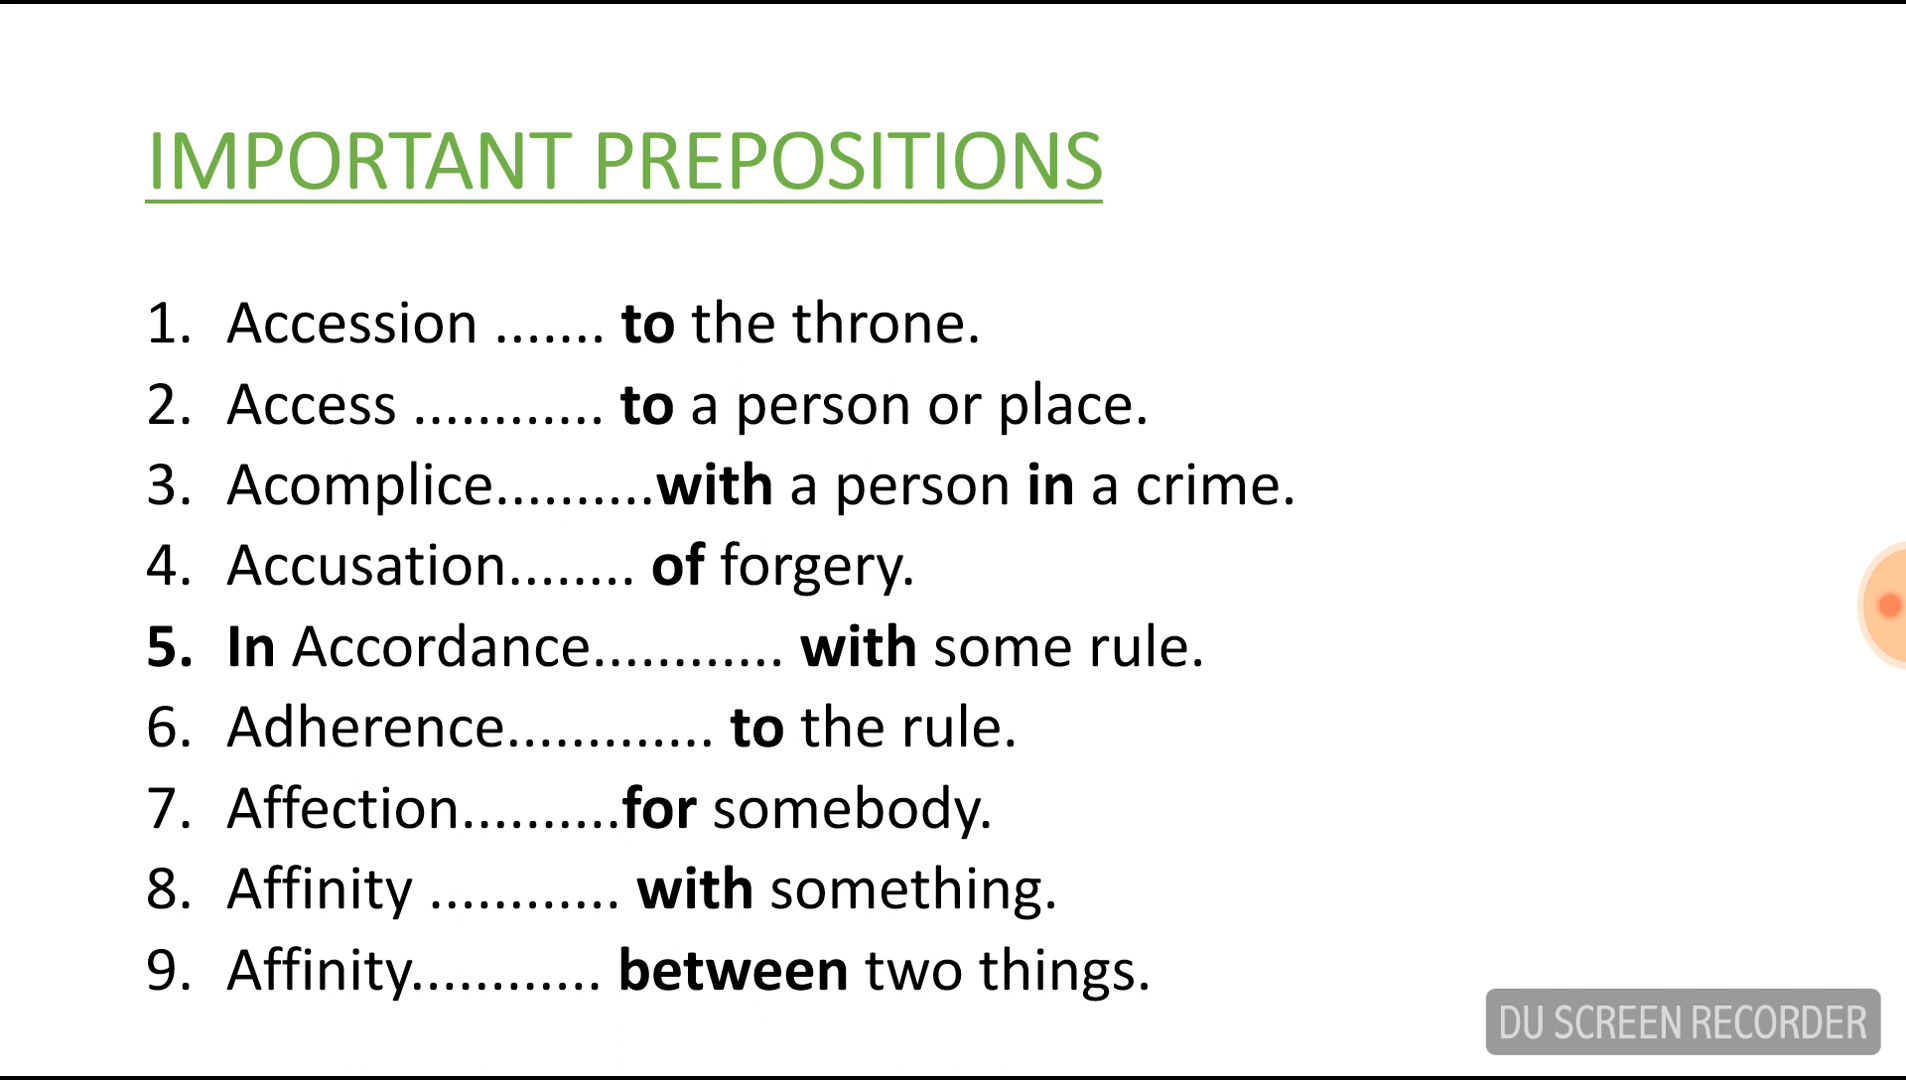 IMPORTANT PREPOSITIONS
1. Accession ....... to the throne.
2. Access ............ to a person or place.
3. Acomplice..........with a person in a crime.
4. Accusation........ of forgery.
5. In Accordance............ with some rule.
6. Adherence............. to the rule.
7. Affection..........for somebody.
8. Affinity ............ with something.
9. Affinity............ between two things.
DU SCREEN RECORDER